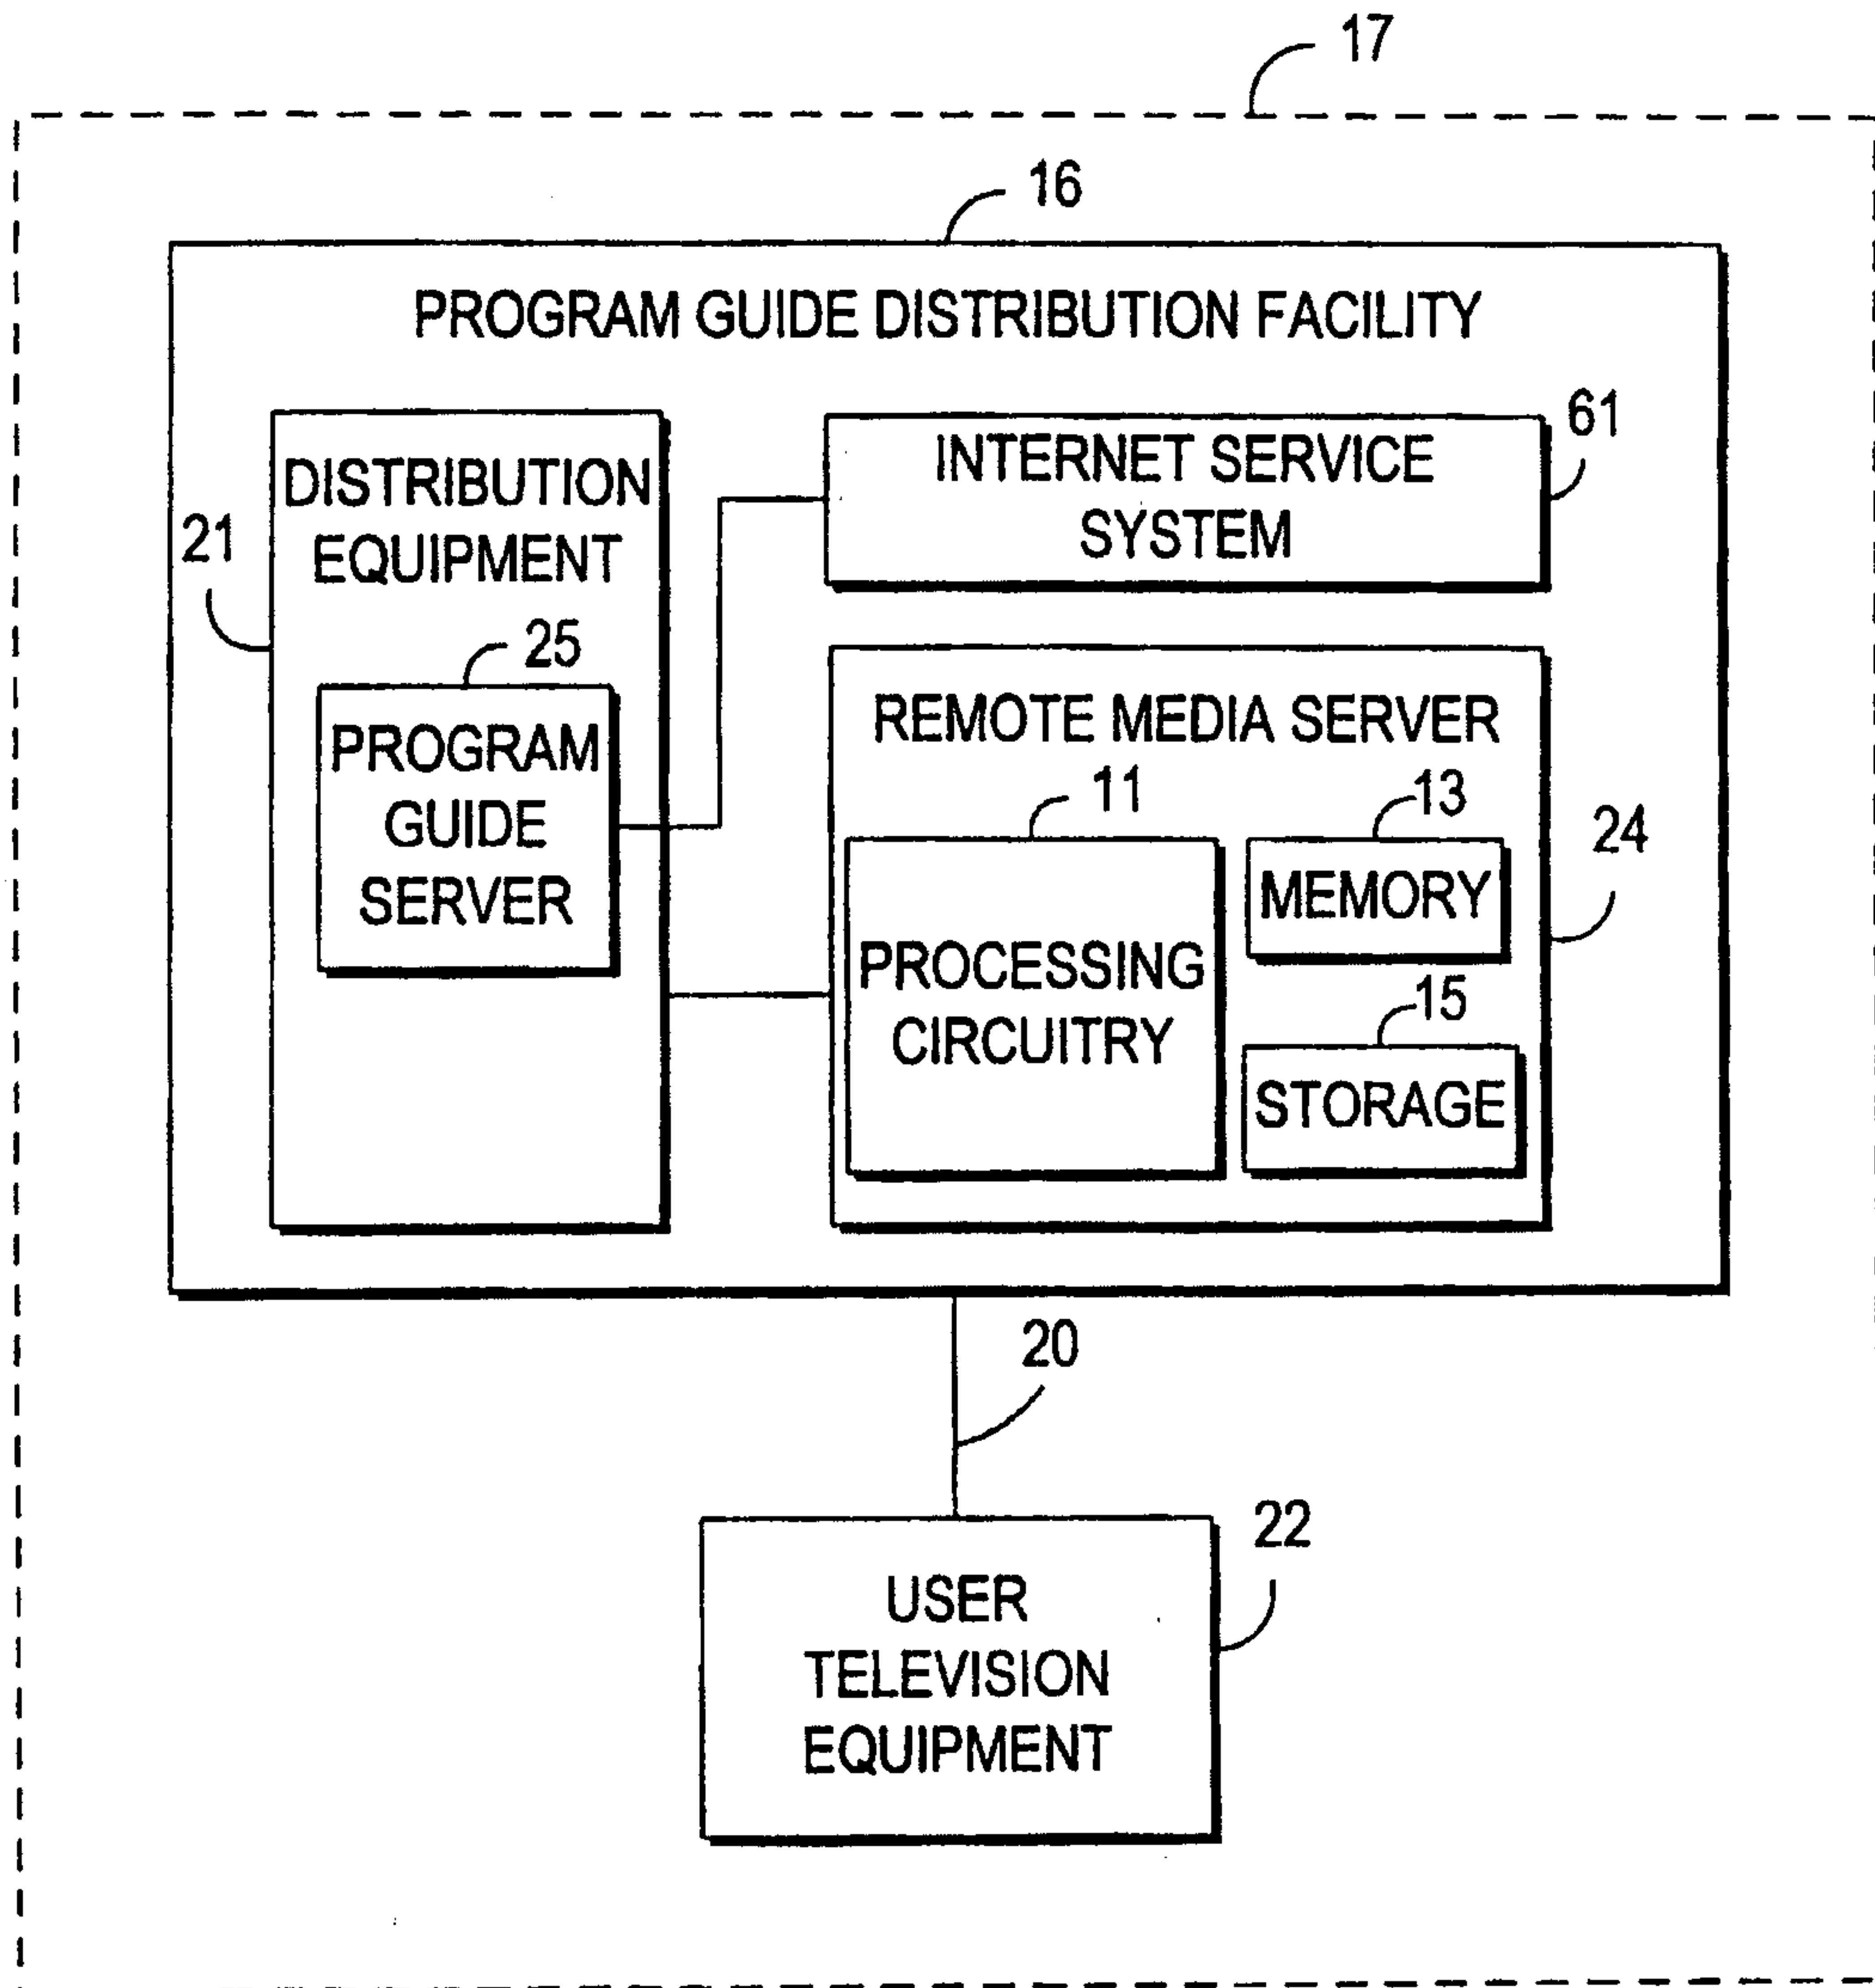 17
16
PROGRAM GUIDE DISTRIBUTION FACILITY
61
INTERNET SERVICE
SYSTEM
DISTRIBUTION
EQUIPMENT
21
25
PROGRAM
GUIDE
SERVER
REMOTE MEDIA SERVER
11
13
24
MEMORY
PROCESSING
CIRCUITRY
15
STORAGE
20
22
USER
TELEVISION
EQUIPMENT